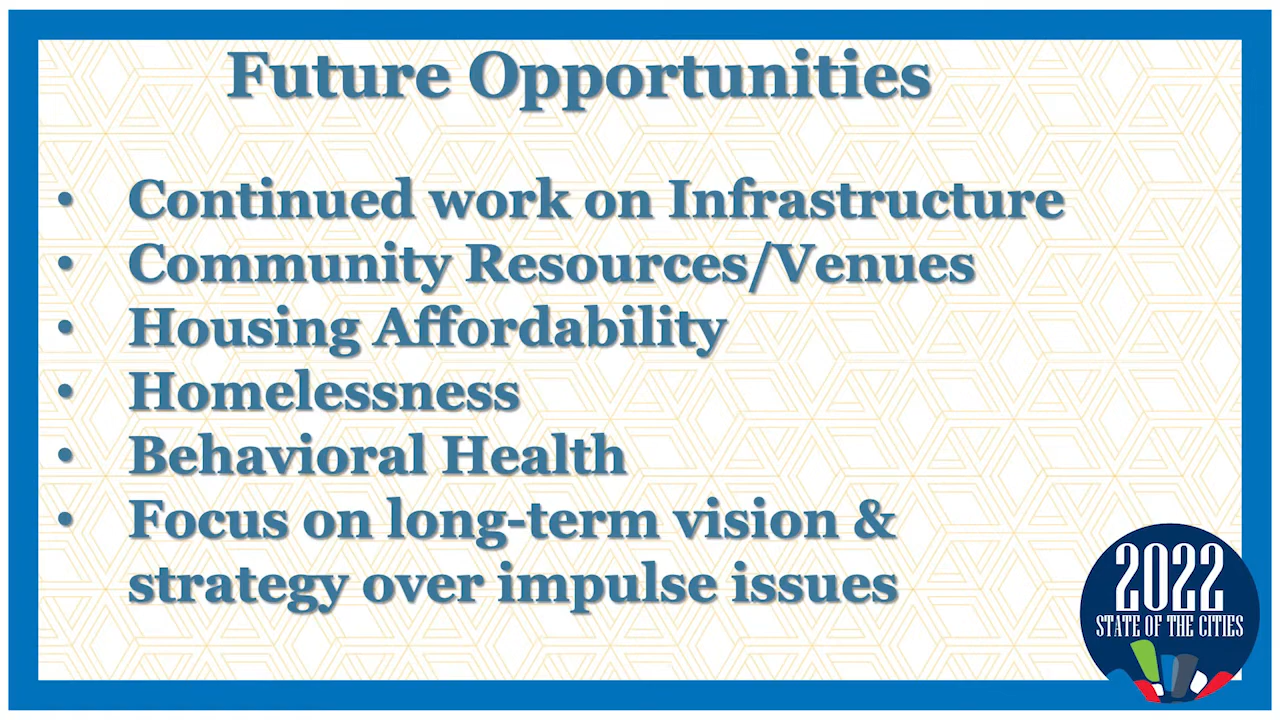 Future Opportunities
• Continued work on Infrastructure
• Community Resources/Venues
• Housing Affordability
• Homelessness
• Behavioral Health
• Focus on long-term vision &
strategy over impulse issues
2022
STATE OF THE CITIES